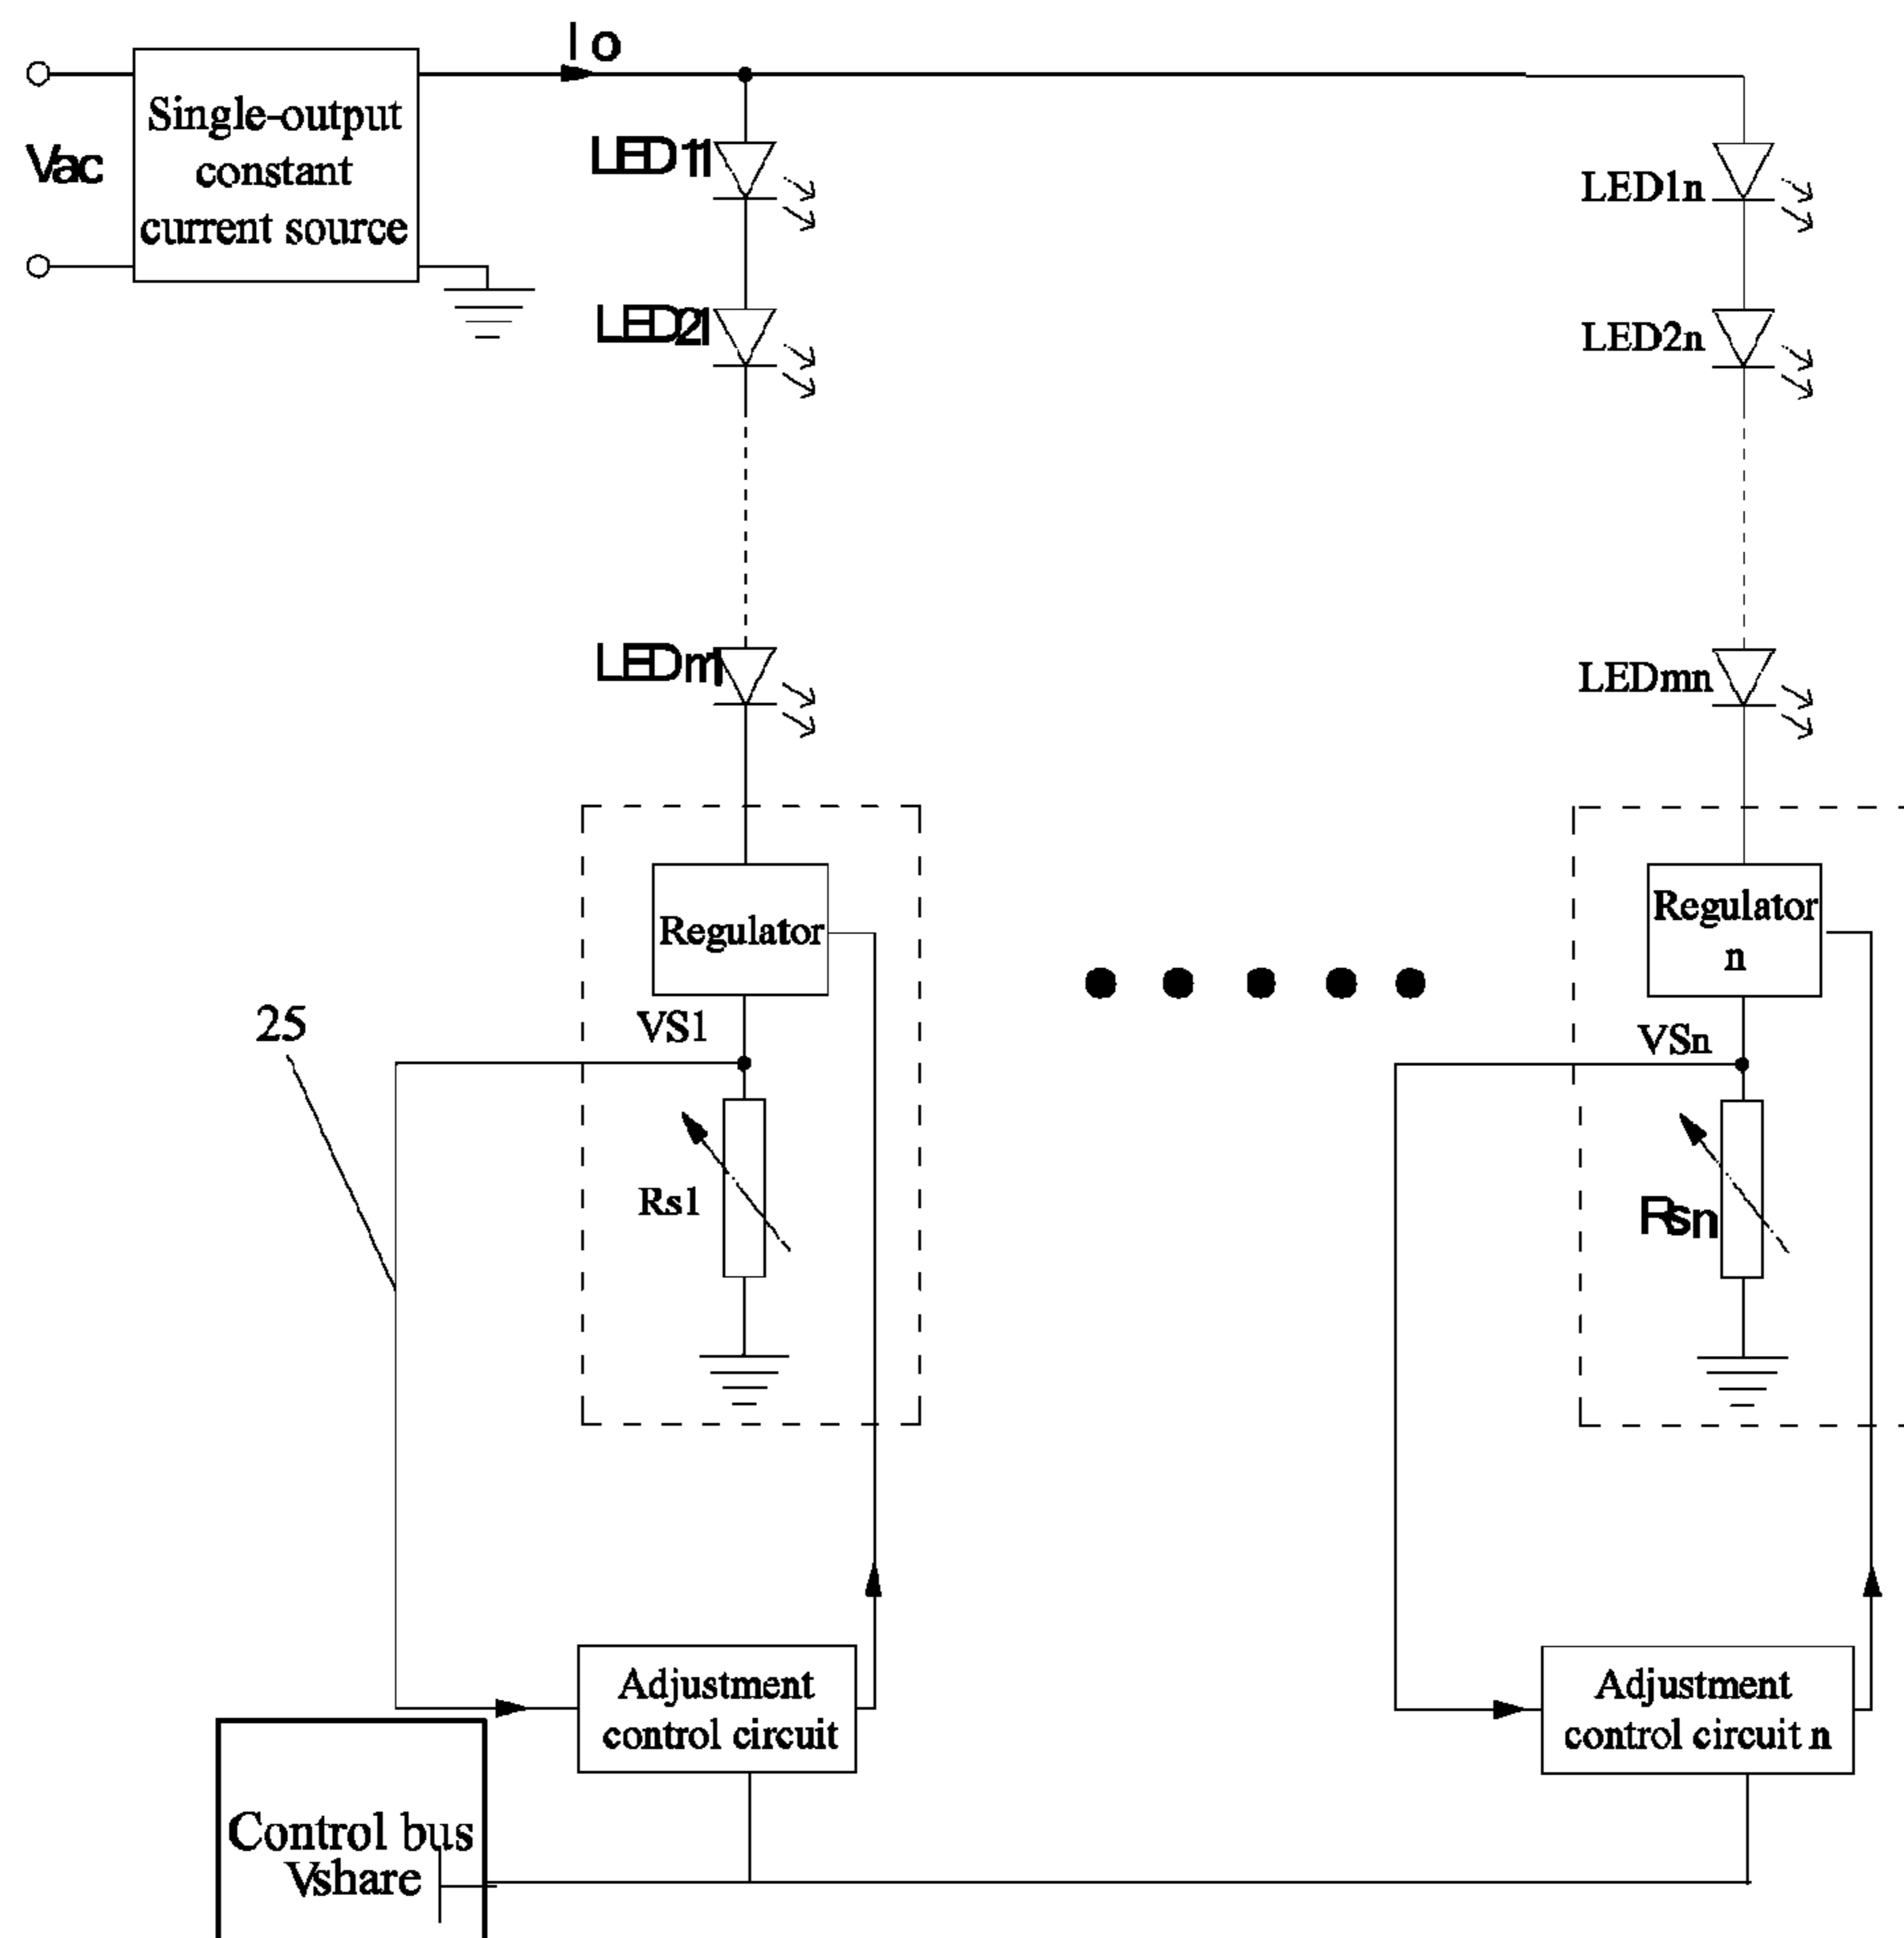 Io
Single-output
constant
current source
Vac
LED11
LED1n
LED21
LED2n
LEDm1
LEDmn
Regulator
Regulator
n
25
VS1
VSn
Rs1
Rsn
Adjustment
control circuit
Adjustment
control circuit n
Control bus
Vshare